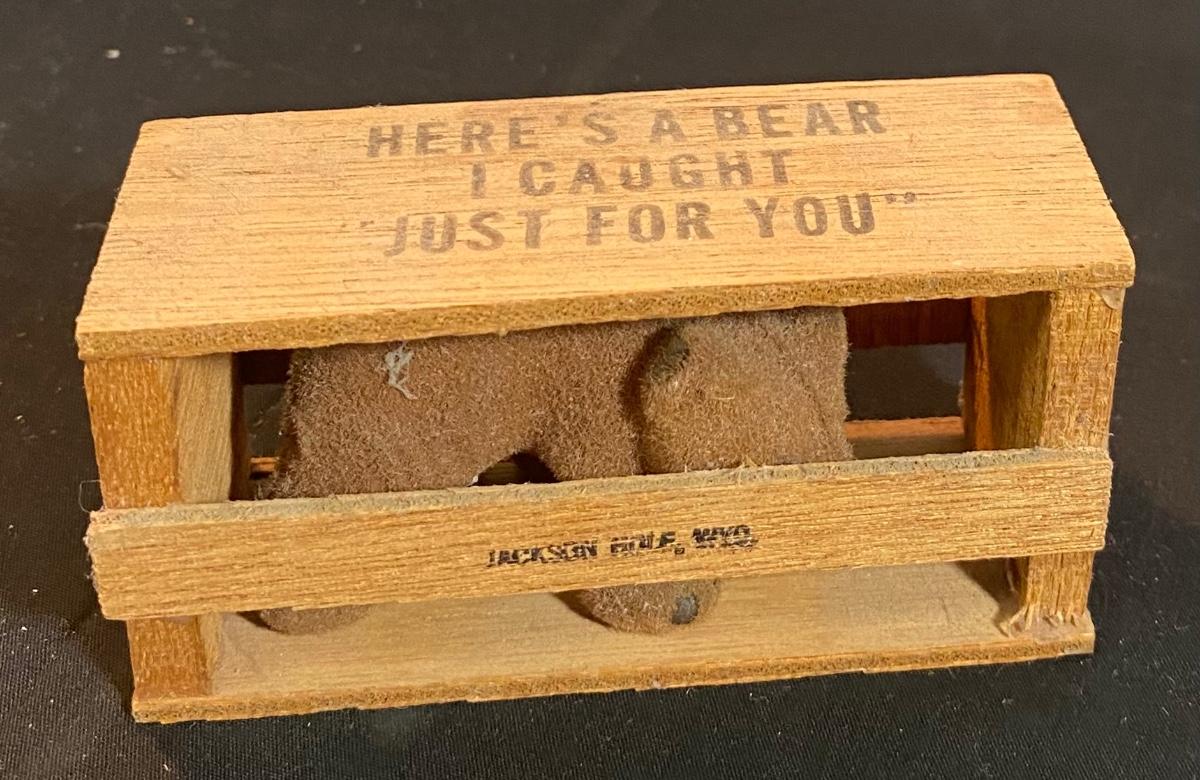 HERE'S A BEAR
I CAUGHT
"JUST FOR YOU"
JACKSON HOLE, WYO.